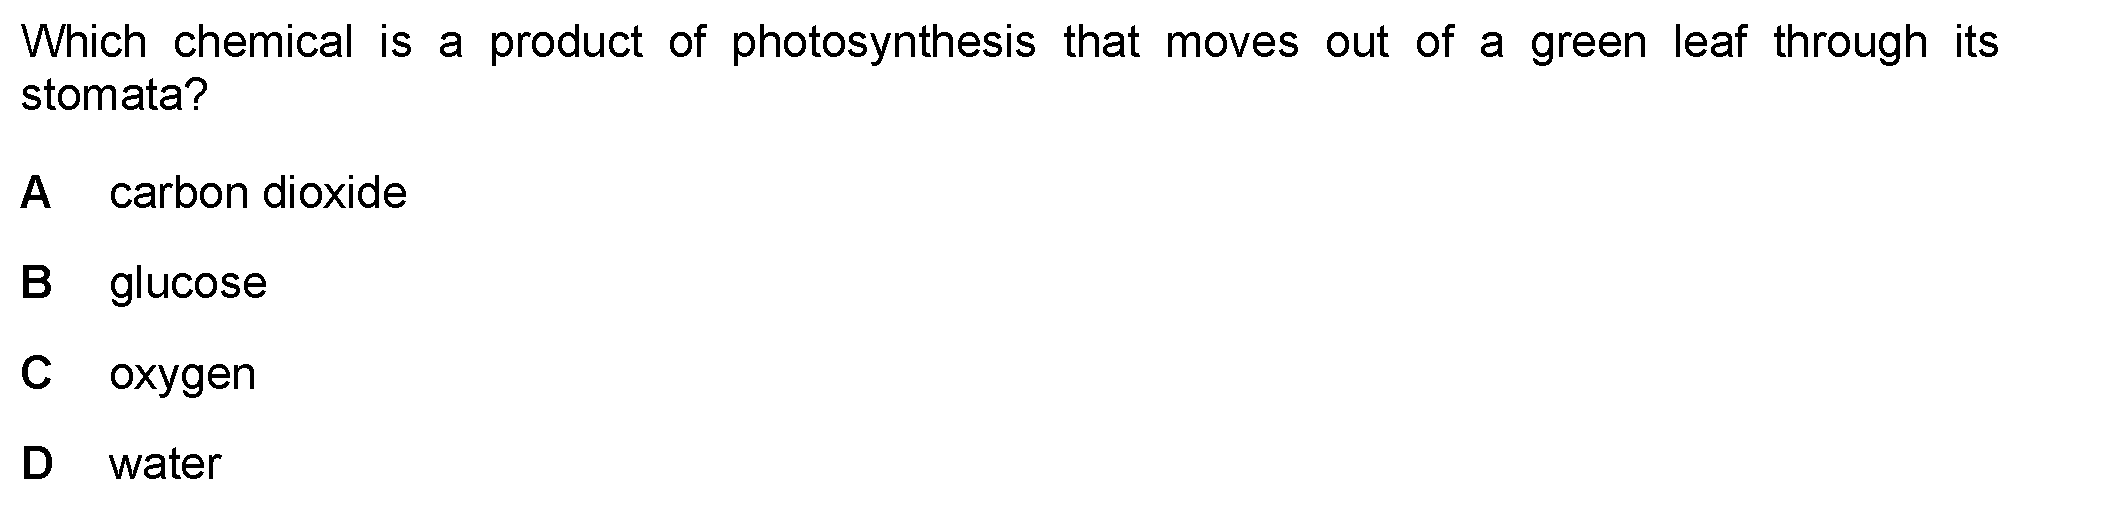 Which chemical is a product of photosynthesis that moves out of a green leaf through its
stomata?
A carbon dioxide
B glucose
C oxygen
D water